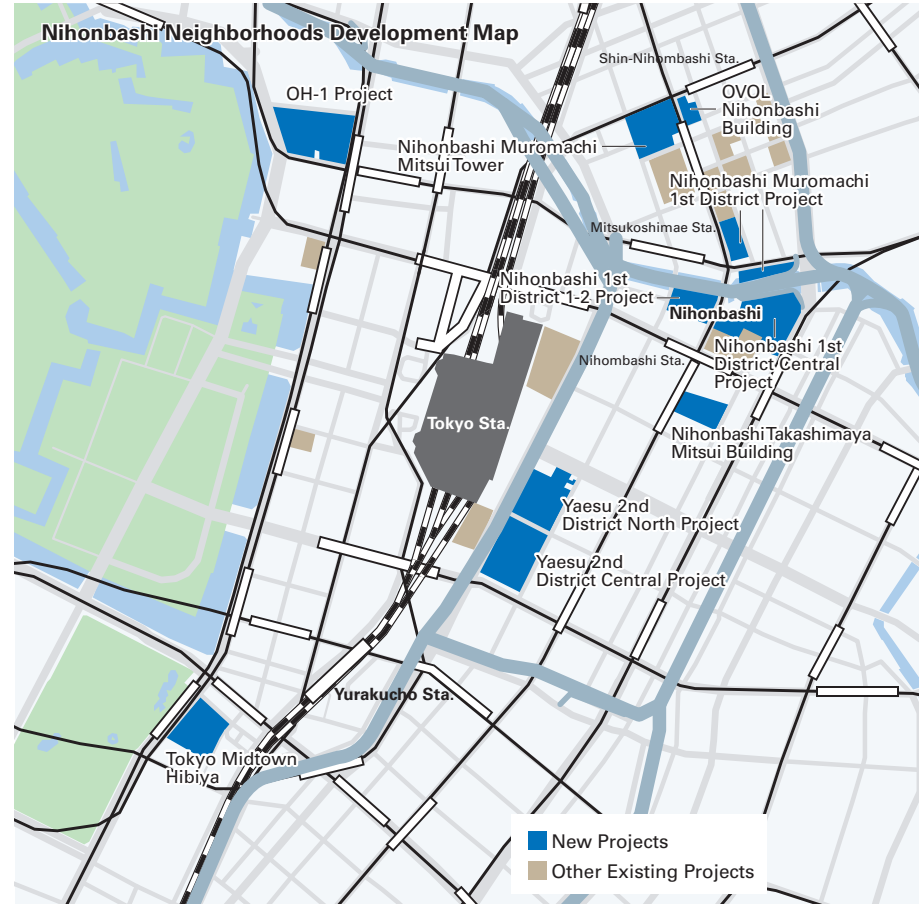 Nihonbashi Neighborhoods Development Map
Shin-Nihombashi Sta.
OH-1 Project
OVOL
Nihonbashi
Building
Nihonbashi Muromachi
Mitsui Tower
Nihonbashi Muromachi
1st District Project
Mitsukoshimae Sta.
Nihonbashi 1st
District 1-2 Project
Nihonbashi
Nihonbashi 1st
District Central
Project
Nihombashi Sta.
Tokyo Sta.
Nihonbashi Takashimaya
Mitsui Building
Yaesu 2nd
District North Project
Yaesu 2nd
District Central Project
Yurakucho Sta.
Tokyo Midtown
Hibiya
New Projects
Other Existing Projects